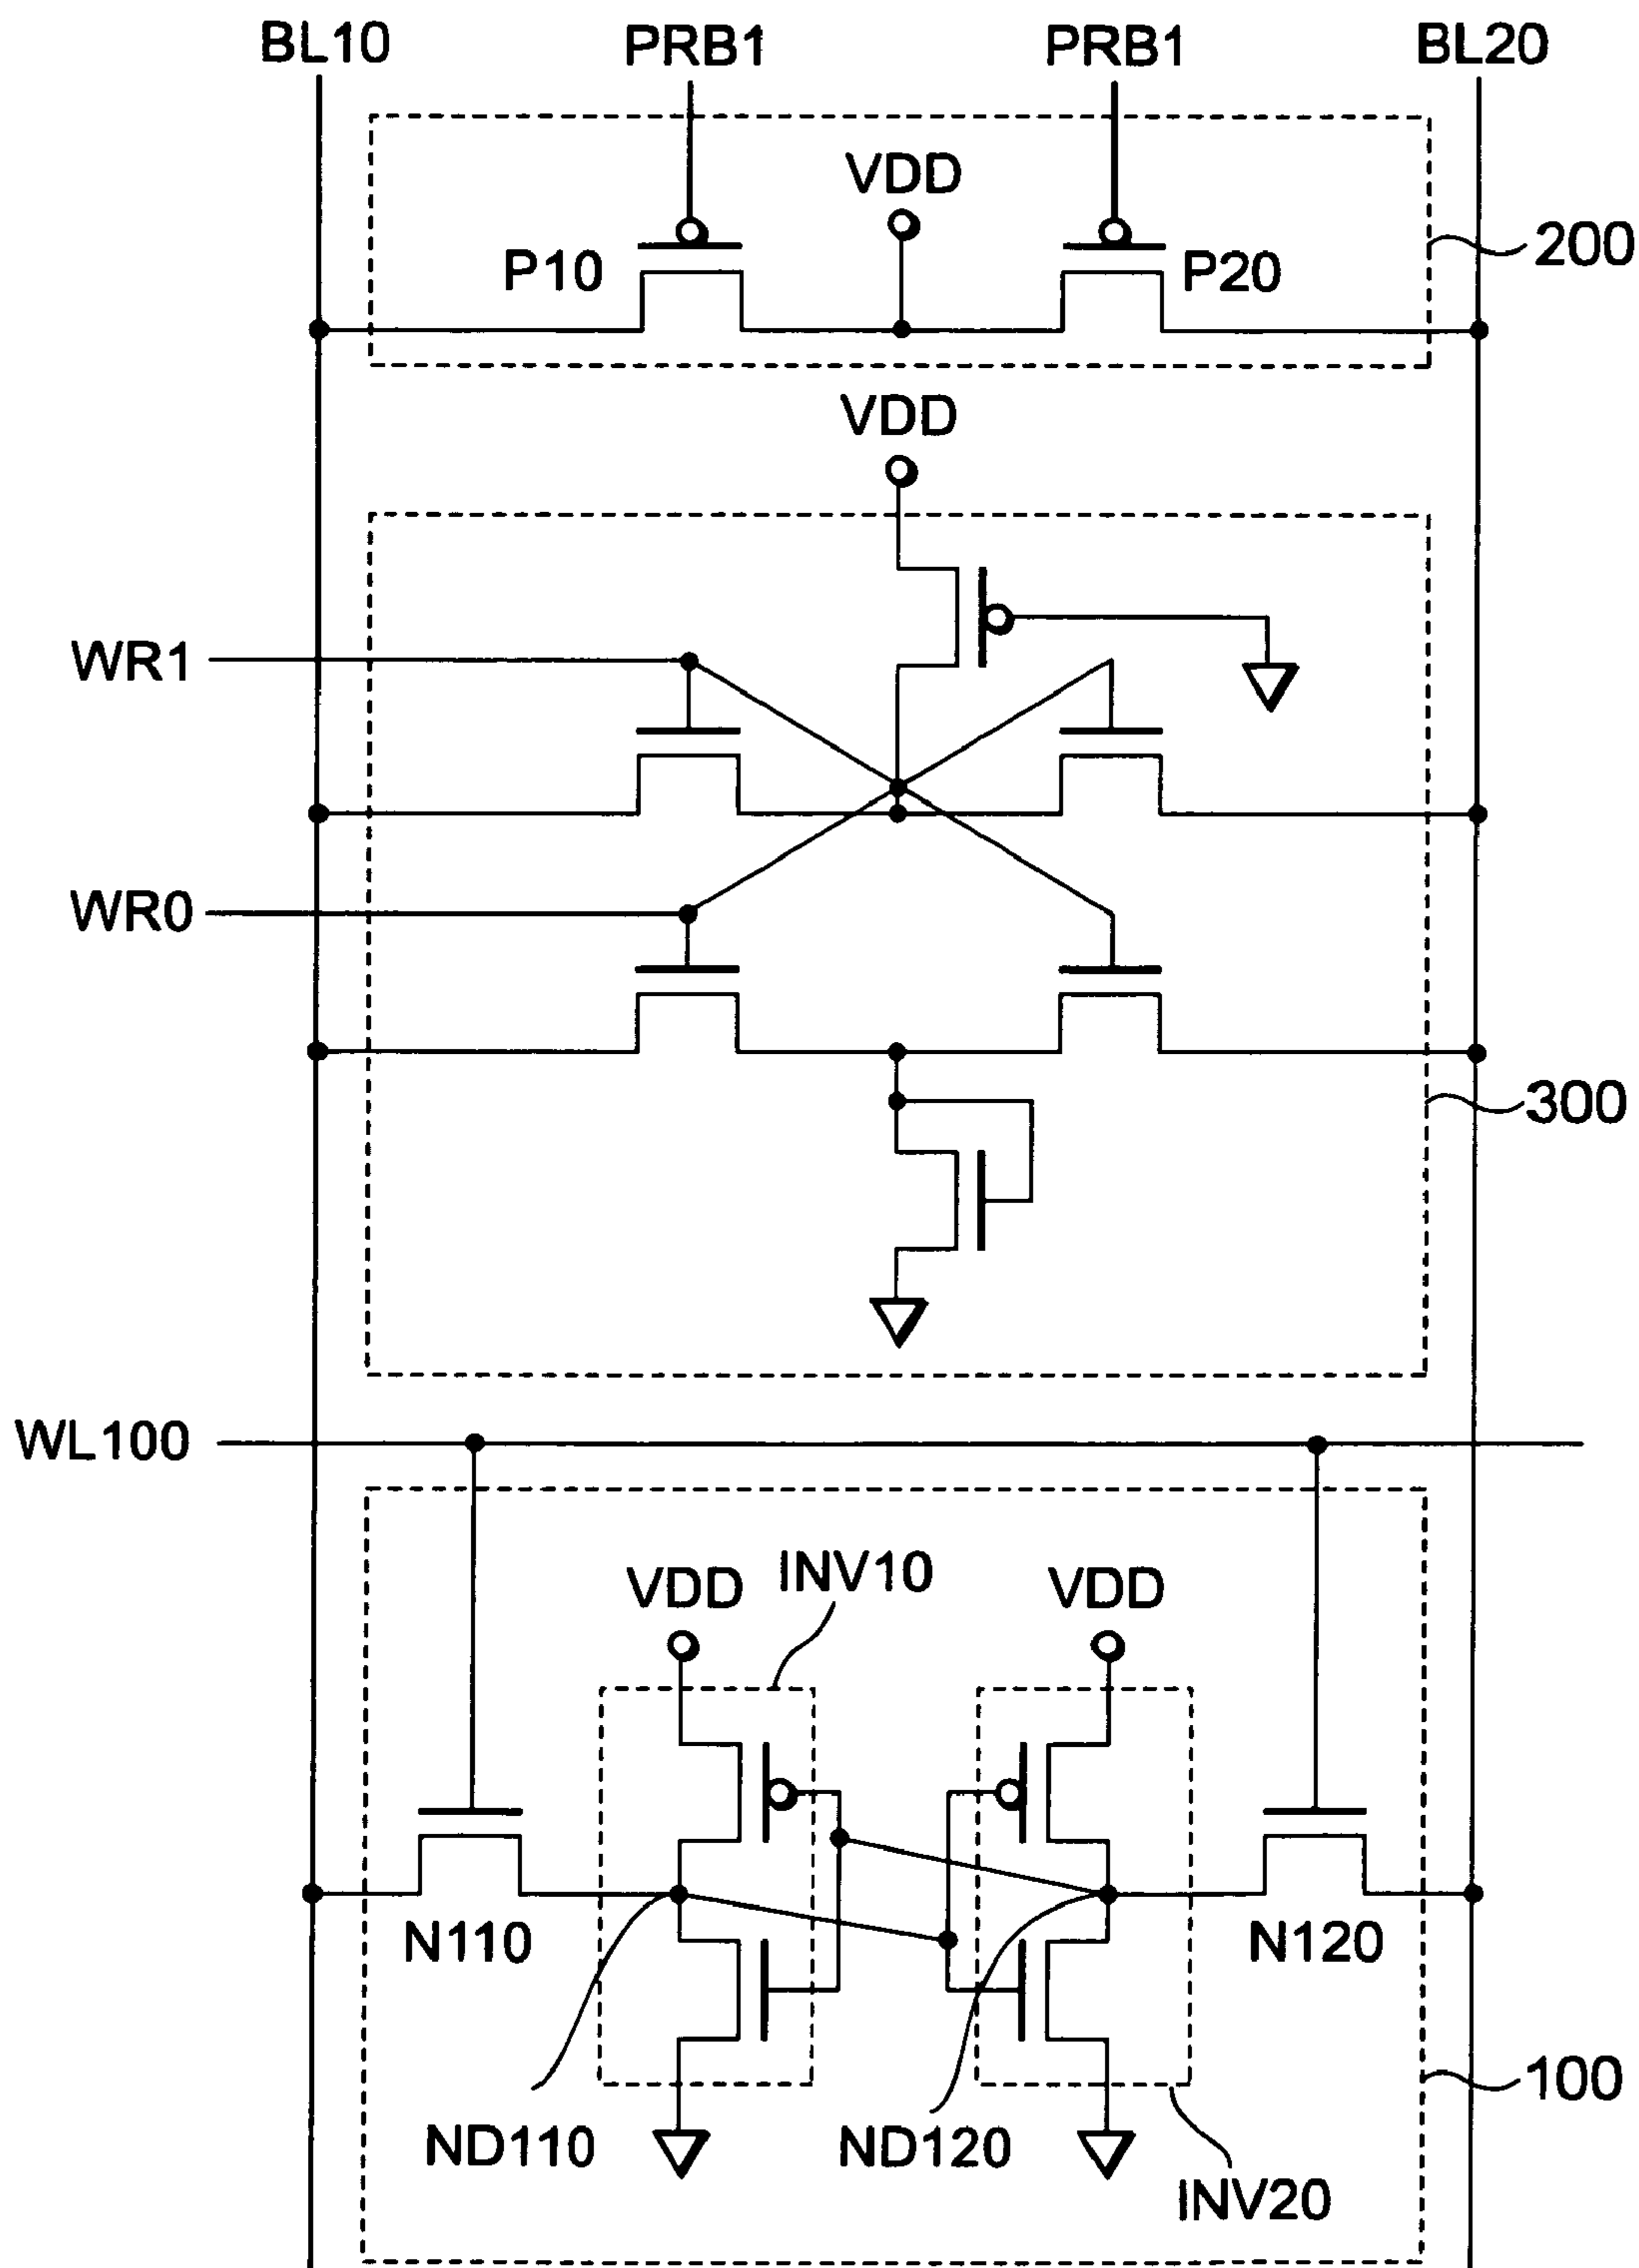 BL10 PRB1 PRB1 BL20
VDD
P10 P20 200
VDD
WR1
WR0
300
WL100
VDD INV10 VDD
N110 N120
100
ND110 ND120
INV20